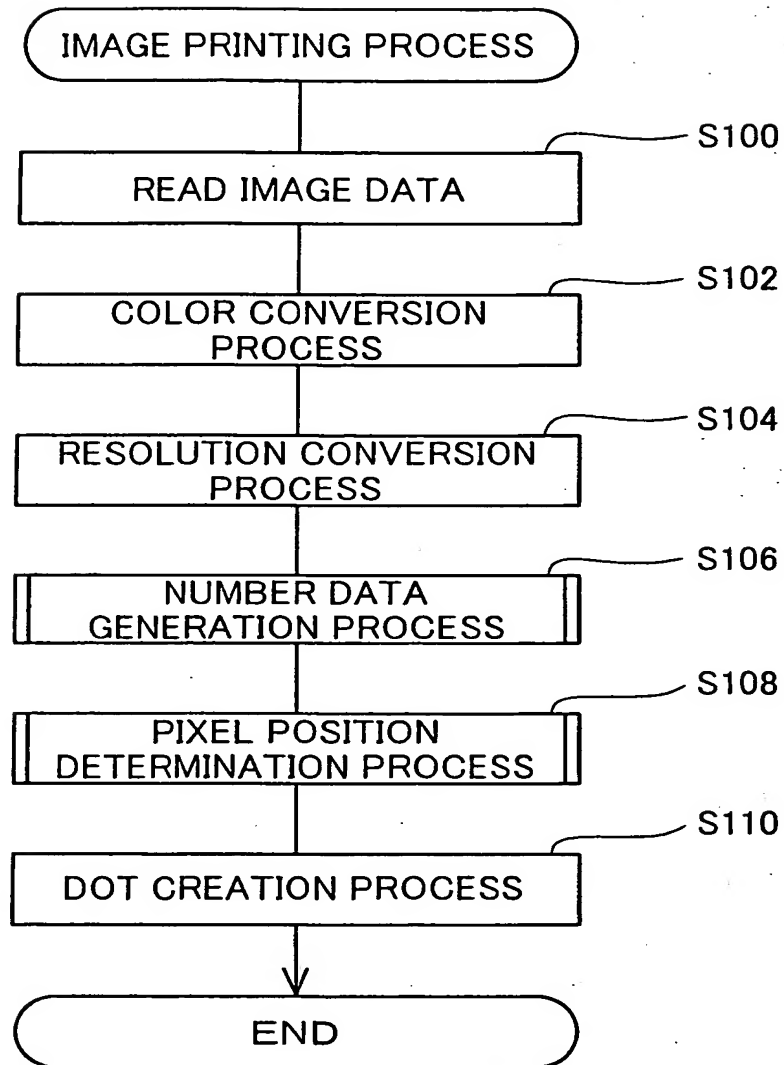 IMAGE PRINTING PROCESS
S100
READ IMAGE DATA
S102
COLOR CONVERSION
PROCESS
S104
RESOLUTION CONVERSION
PROCESS
S106
NUMBER DATA
GENERATION PROCESS
S108
PIXEL POSITION
DETERMINATION PROCESS
S110
DOT CREATION PROCESS
END